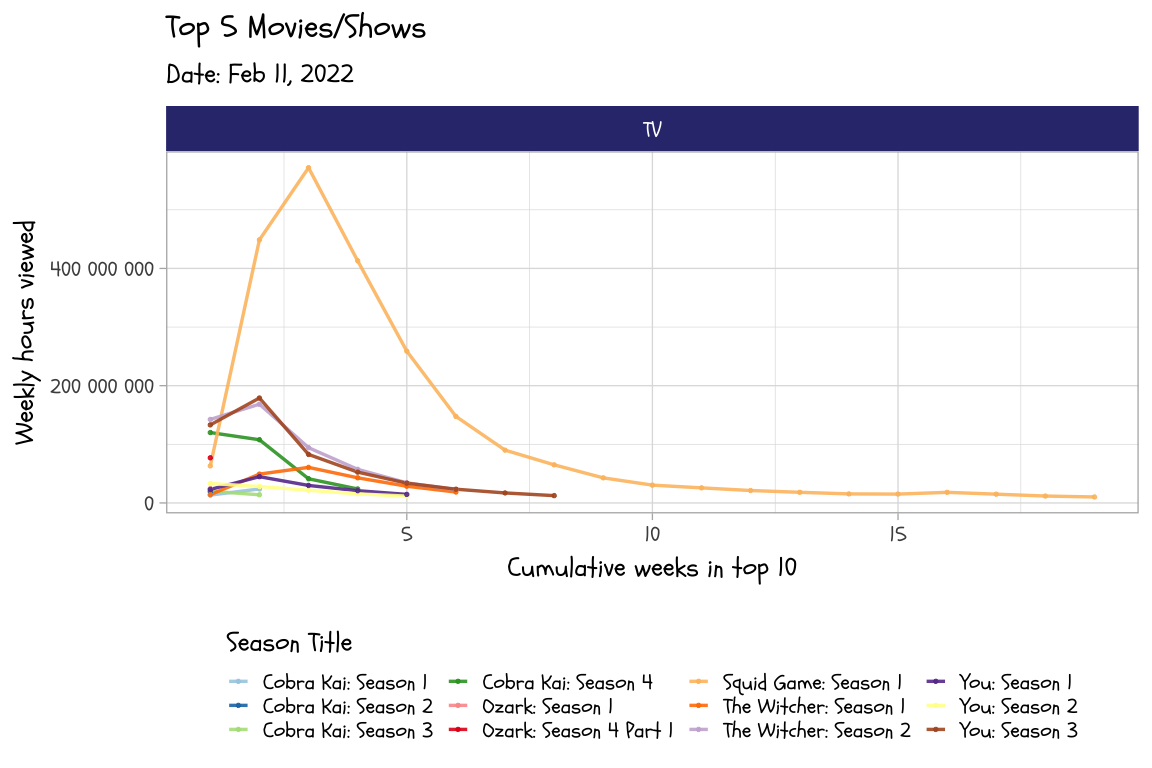 Top 5 Movies/Shows
Date: Feb 11, 2022
TV
Weekly hours viewed
400 000 000
200 000 000
0
5 10 15
Cumulative weeks in top 10
Season Title
Cobra Kai: Season 1 Cobra Kai: Season 4 Squid Game: Season 1 You: Season 1
Cobra Kai: Season 2 Ozark: Season 1 The Witcher: Season 1 You: Season 2
Cobra Kai: Season 3 Ozark: Season 4 Part 1 The Witcher: Season 2 You: Season 3